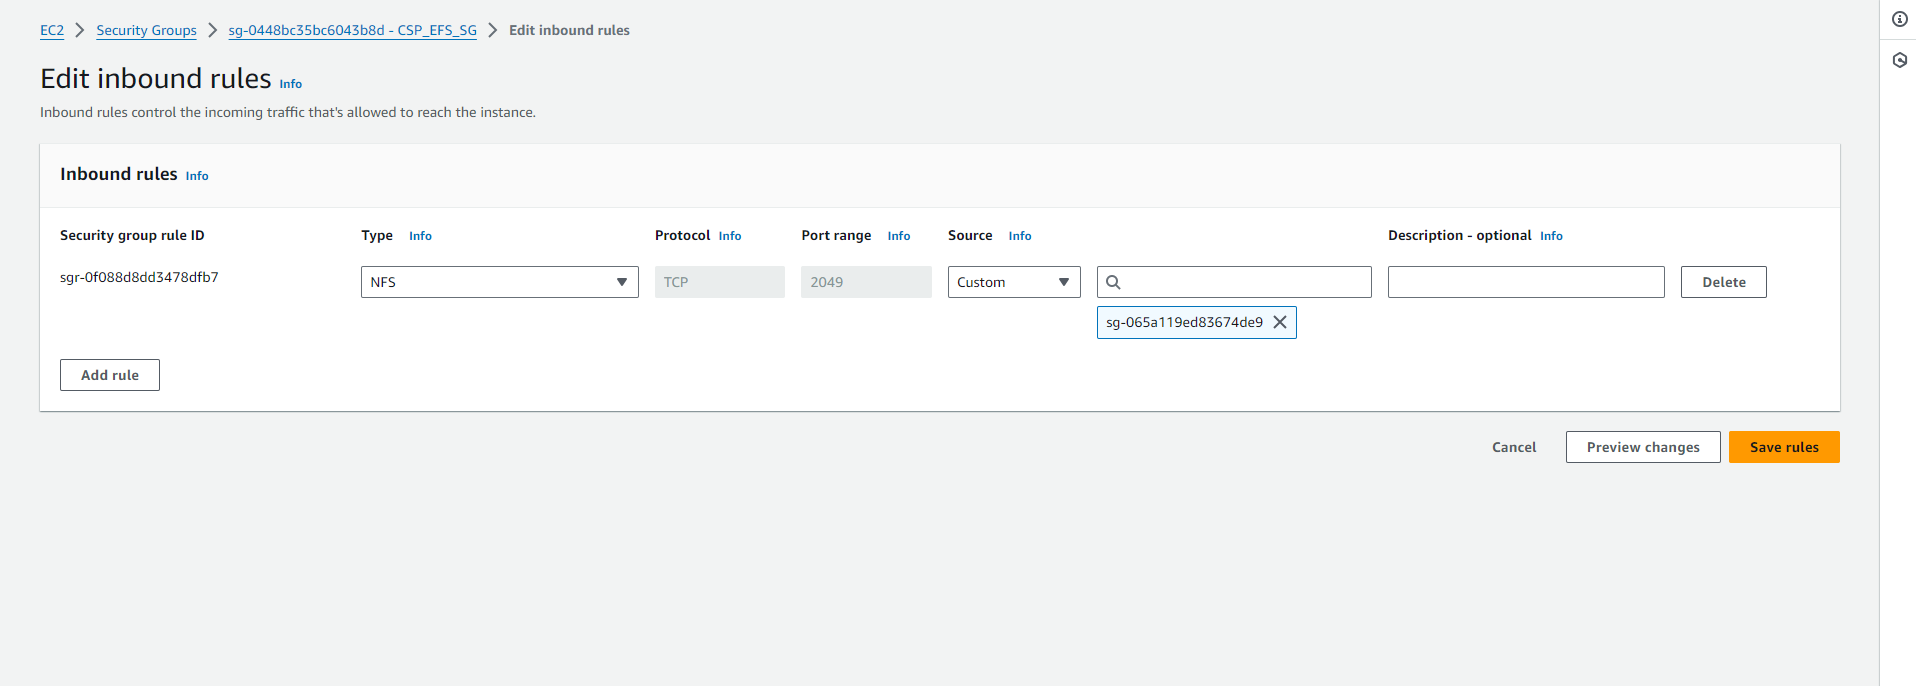 EC2 Security Groups sg-0448bc35bc6043b8d - CSP_EFS_SG Edit inbound rules
Edit inbound rules Info
Inbound rules control the incoming traffic that's allowed to reach the instance.
Inbound rules Info
Security group rule ID Type Info Protocol Info Port range Info Source Info Description - optional Info
sgr-0f088d8dd3478dfb7 NFS TCP 2049 Custom Delete
sg-065a119ed83674de9
Add rule
Cancel Preview changes Save rules